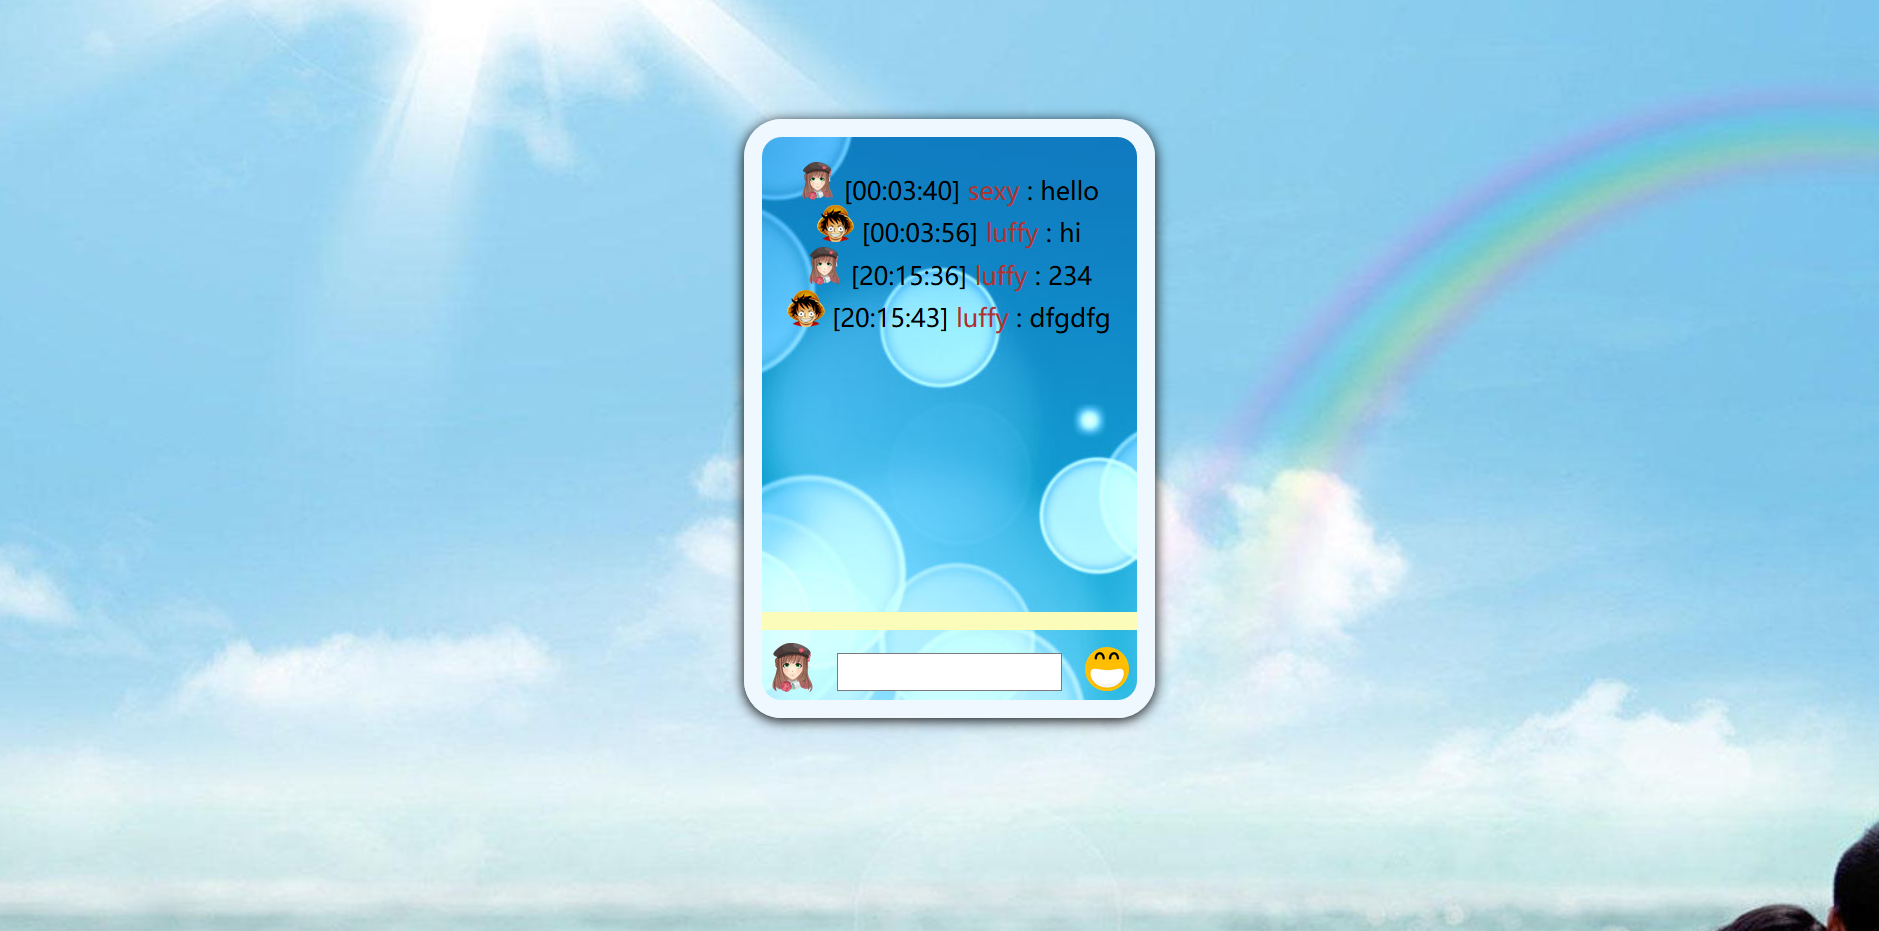 [00:03:40] sexy : hello
[00:03:56] luffy : hi
[20:15:36] luffy : 234
[20:15:43] luffy : dfgdfg